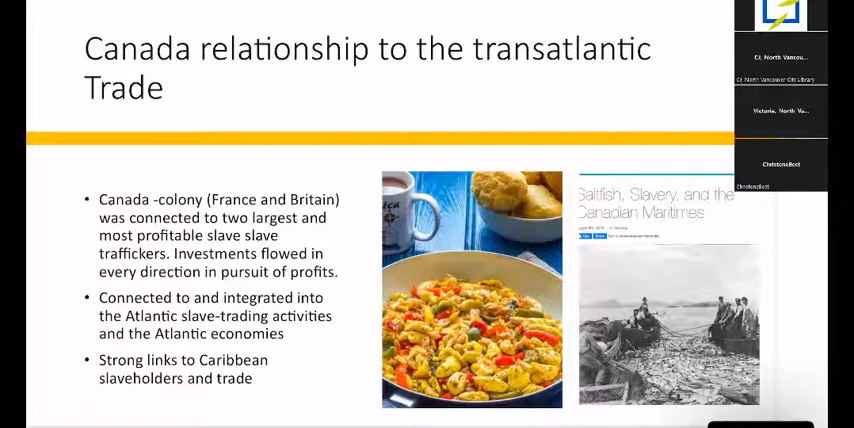 Canada relationship to the transatlantic
Trade
• Canada -colony (France and Britain)
was connected to two largest and
most profitable slave slave
traffickers. Investments flowed in
every direction in pursuit of profits.
• Connected to and integrated into
the Atlantic slave-trading activities
and the Atlantic economies
• Strong links to Caribbean
slaveholders and trade
Saltfish, Slavery, and the
Canadian Maritimes
Like Share
CJ, North Vancou...
CJ, North Vancouver City Library
Victoria, North Va...
ChristoneBest
ChristoneBest